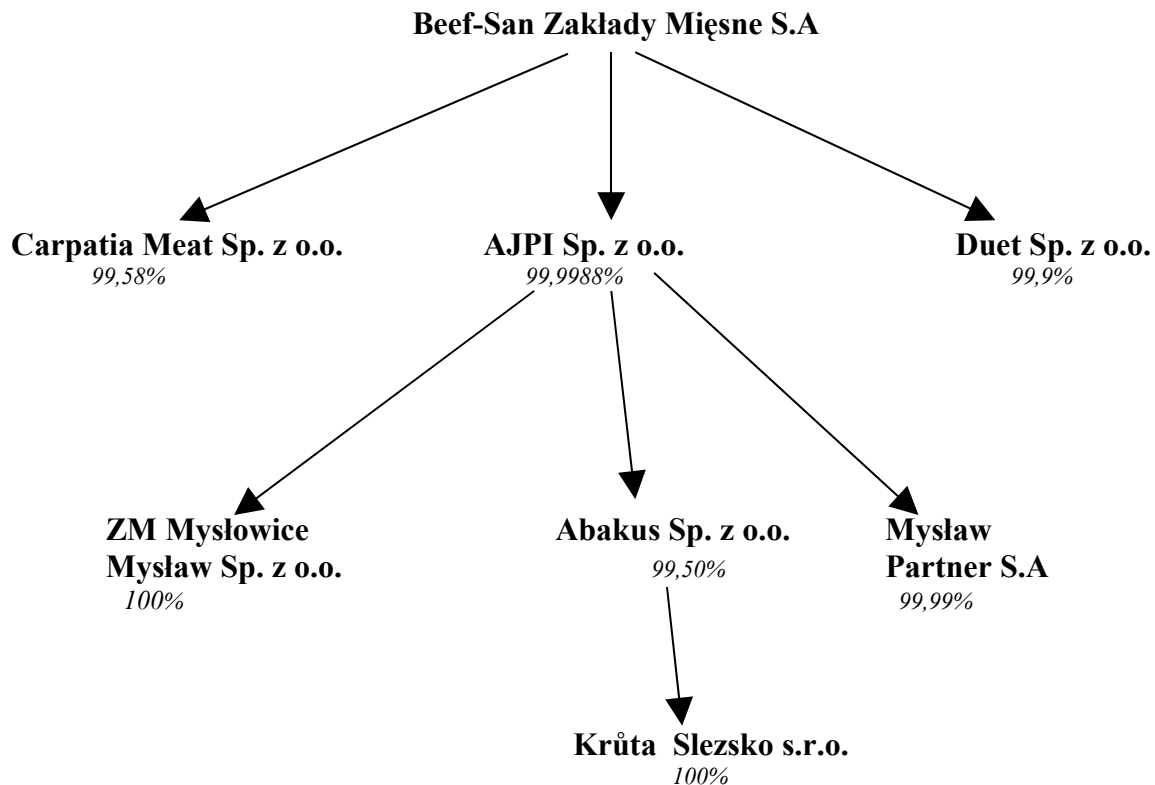 Beef-San Zakłady Mięsne S.A
Carpatia Meat Sp. z o.o.
99,58%
AJPI Sp. z o.o.
99,9988%
Duet Sp. z o.o.
99,9%
ZM Mysłowice
Mysław Sp. z o.o.
100%
Abakus Sp. z o.o.
99,50%
Mysław
Partner S.A
99,99%
Krůta Slezsko s.r.o.
100%